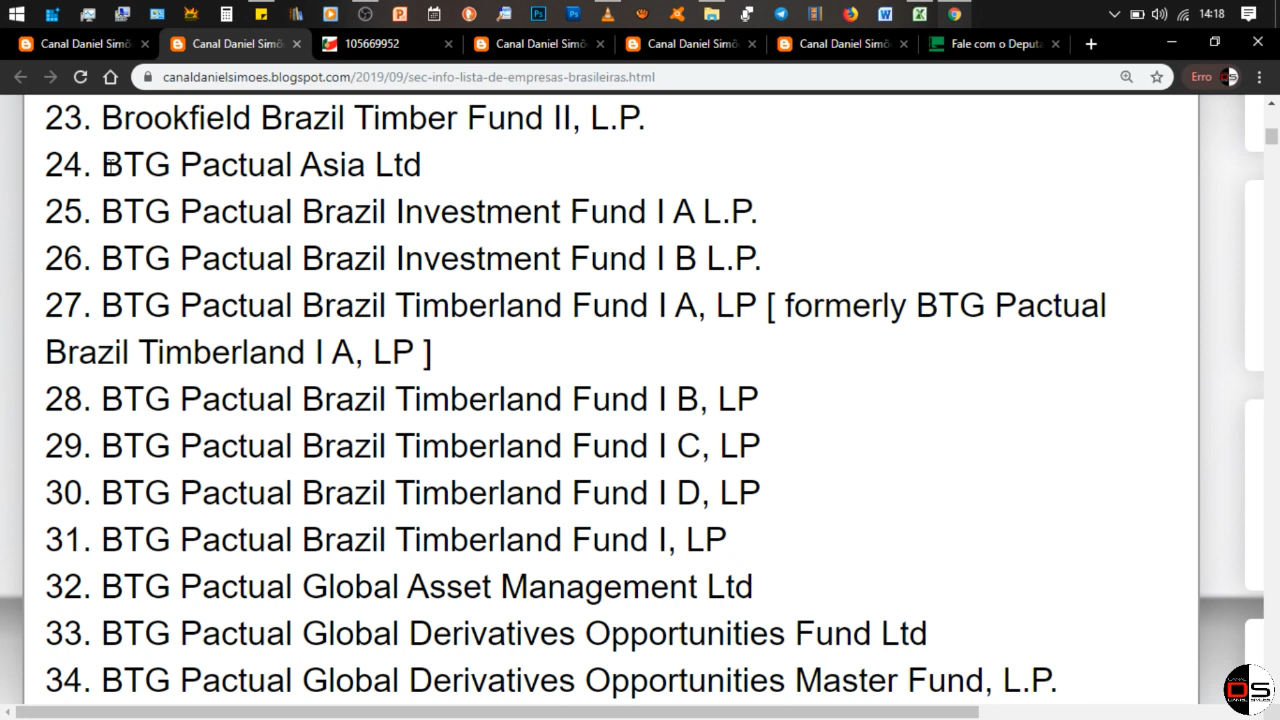 14:18
Canal Daniel Simõ
Canal Daniel Simõ
105669952
Canal Daniel Simõ
Canal Daniel Simõ
Canal Daniel Simõ
Fale com o Deputa
canaldanielsimoes.blogspot.com/2019/09/sec-info-lista-de-empresas-brasileiras.html
Erro
23. Brookfield Brazil Timber Fund II, L.P.
24. BTG Pactual Asia Ltd
25. BTG Pactual Brazil Investment Fund I A L.P.
26. BTG Pactual Brazil Investment Fund I B L.P.
27. BTG Pactual Brazil Timberland Fund I A, LP [ formerly BTG Pactual
Brazil Timberland I A, LP ]
28. BTG Pactual Brazil Timberland Fund I B, LP
29. BTG Pactual Brazil Timberland Fund I C, LP
30. BTG Pactual Brazil Timberland Fund I D, LP
31. BTG Pactual Brazil Timberland Fund I, LP
32. BTG Pactual Global Asset Management Ltd
33. BTG Pactual Global Derivatives Opportunities Fund Ltd
34. BTG Pactual Global Derivatives Opportunities Master Fund, L.P.
CANAL
DS
DANIEL SIMÕES